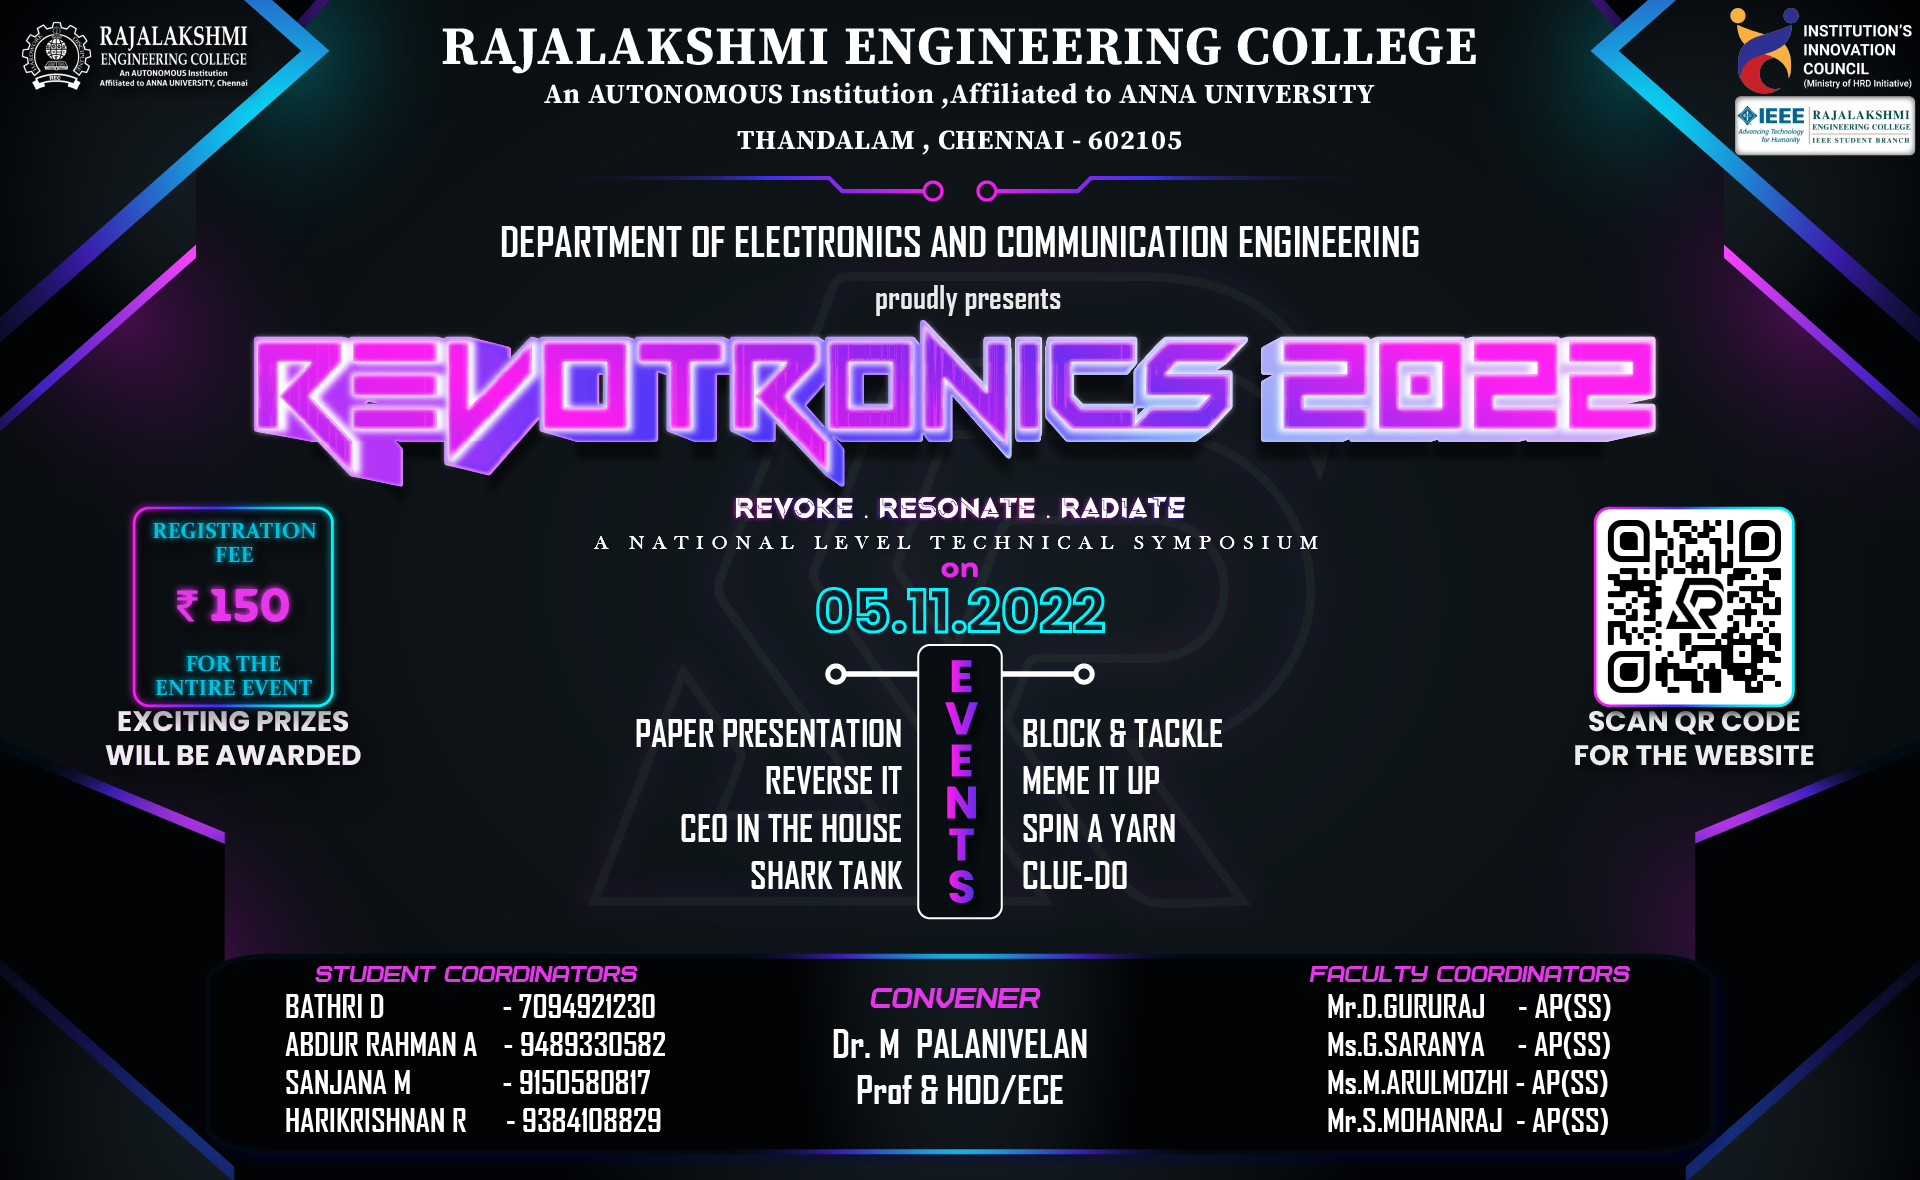 RAJALAKSHMI
ENGINEERING COLLEGE
An AUTONOMOUS Institution
Affiliated to ANNA UNIVERSITY, Chennai
RAJALAKSHMI ENGINEERING COLLEGE
An AUTONOMOUS Institution ,Affiliated to ANNA UNIVERSITY
THANDALAM , CHENNAI - 602105
INSTITUTION'S
INNOVATION
COUNCIL
(Ministry of HRD Initiative)
IEEE
Advancing Technology
for Humanity
RAJALAKSHMI
ENGINEERING COLLEGE
IEEE STUDENT BRANCH
DEPARTMENT OF ELECTRONICS AND COMMUNICATION ENGINEERING
proudly presents
REVOTRONICS 2022
REVOKE . RESONATE . RADIATE
A NATIONAL LEVEL TECHNICAL SYMPOSIUM
on
05.11.2022
REGISTRATION
FEE
₹ 150
FOR THE
ENTIRE EVENT
EXCITING PRIZES
WILL BE AWARDED
SCAN QR CODE
FOR THE WEBSITE
EVENTS
PAPER PRESENTATION
REVERSE IT
CEO IN THE HOUSE
SHARK TANK
BLOCK & TACKLE
MEME IT UP
SPIN A YARN
CLUE-DO
STUDENT COORDINATORS
BATHRI D - 7094921230
ABDUR RAHMAN A - 9489330582
SANJANA M - 9150580817
HARIKRISHNAN R - 9384108829
CONVENER
Dr. M PALANIVELAN
Prof & HOD/ECE
FACULTY COORDINATORS
Mr.D.GURURAJ - AP(SS)
Ms.G.SARANYA - AP(SS)
Ms.M.ARULMOZHI - AP(SS)
Mr.S.MOHANRAJ - AP(SS)